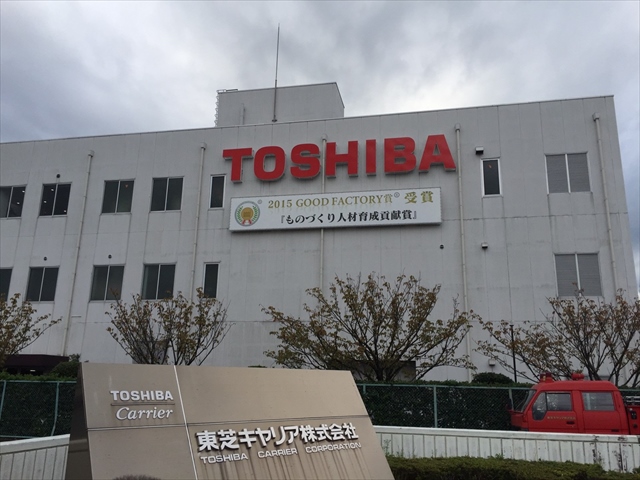 TOSHIBA
2015 GOOD FACTORY賞® 受賞
『ものづくり人材育成貢献賞』
TOSHIBA
Carrier
東芝キヤリア株式会社
TOSHIBA CARRIER CORPORATION